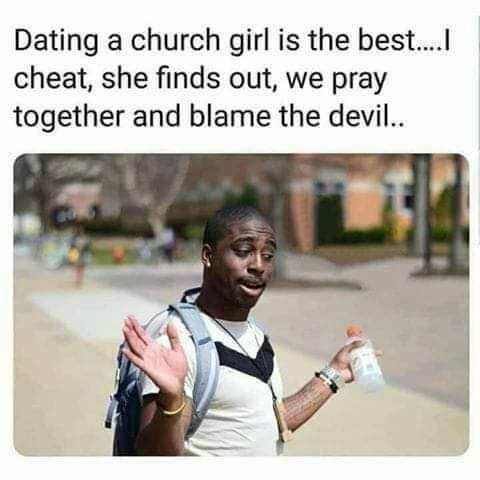 Dating a church girl is the best....I
cheat, she finds out, we pray
together and blame the devil..